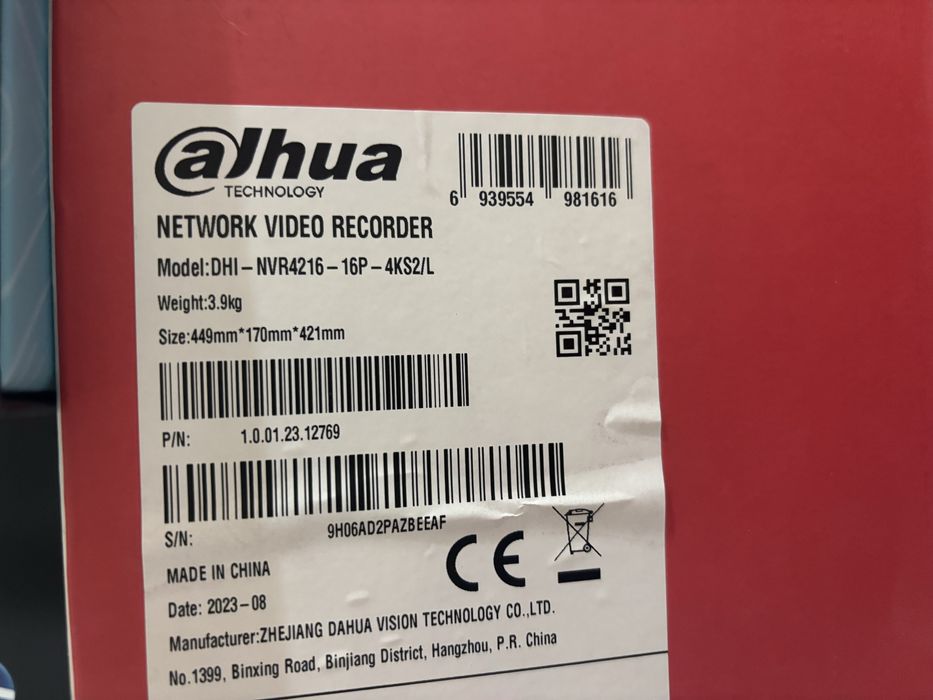 alhua
TECHNOLOGY
6 939554 981616
NETWORK VIDEO RECORDER
Model:DHI-NVR4216-16P-4KS2/L
Weight:3.9kg
Size:449mm*170mm*421mm
P/N: 1.0.01.23.12769
S/N: 9H06AD2PAZBEEAF
CE
MADE IN CHINA
Date: 2023-08
Manufacturer:ZHEJIANG DAHUA VISION TECHNOLOGY CO.,LTD.
No.1399, Binxing Road, Binjiang District, Hangzhou, P.R. China